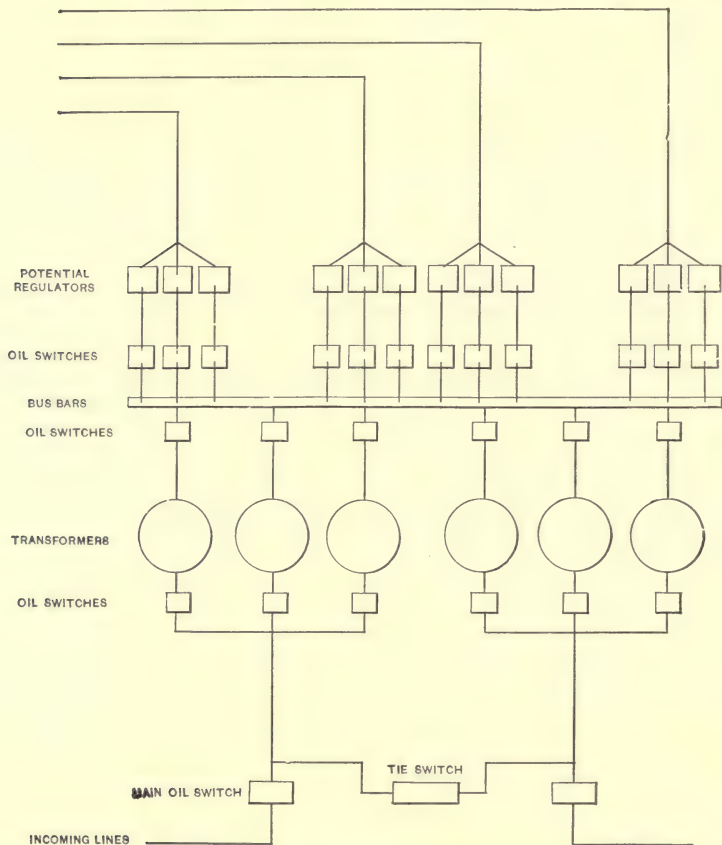 POTENTIAL
REGULATORS
OIL SWITCHES
BUS BARS
OIL SWITCHES
TRANSFORMERS
OIL SWITCHES
TIE SWITCH
MAIN OIL SWITCH
INCOMING LINES